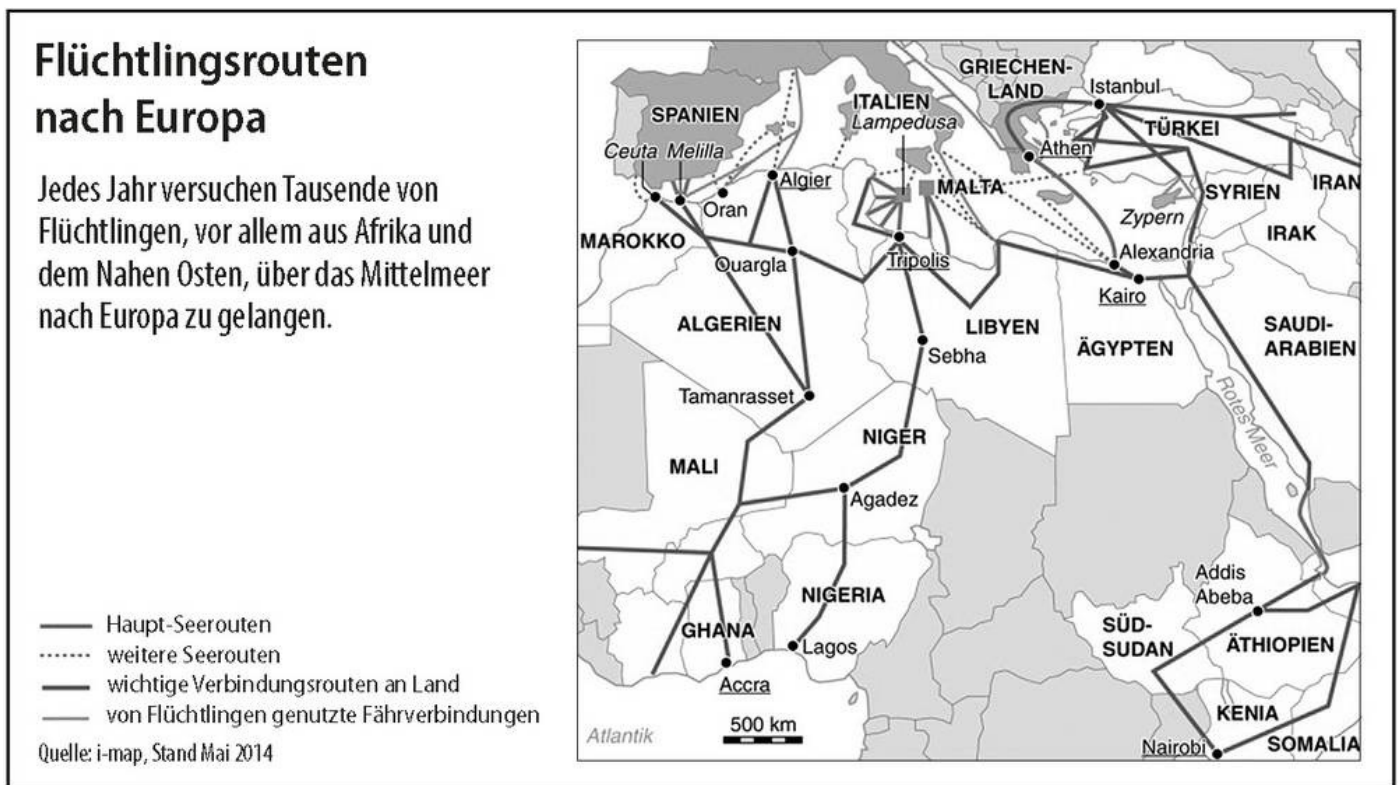 Flüchtlingsrouten
nach Europa
Jedes Jahr versuchen Tausende von
Flüchtlingen, vor allem aus Afrika und
dem Nahen Osten, über das Mittelmeer
nach Europa zu gelangen.
Haupt-Seerouten
weitere Seerouten
wichtige Verbindungsrouten an Land
von Flüchtlingen genutzte Fährverbindungen
Quelle: i-map, Stand Mai 2014
GRIECHEN-
LAND
Istanbul
SPANIEN
ITALIEN
Lampedusa
TÜRKEI
Ceuta
Melilla
Athen
Algier
Oran
MALTA
SYRIEN
IRAN
Zypern
MAROKKO
IRAK
Ouargla
Tripolis
Alexandria
Kairo
ALGERIEN
LIBYEN
ÄGYPTEN
SAUDI-
ARABIEN
Sebha
Tamanrasset
Rotes Meer
NIGER
MALI
Agadez
NIGERIA
Addis
Abeba
GHANA
Lagos
SÜD-
SUDAN
ÄTHIOPIEN
Accra
KENIA
500 km
Atlantik
Nairobi
SOMALIA